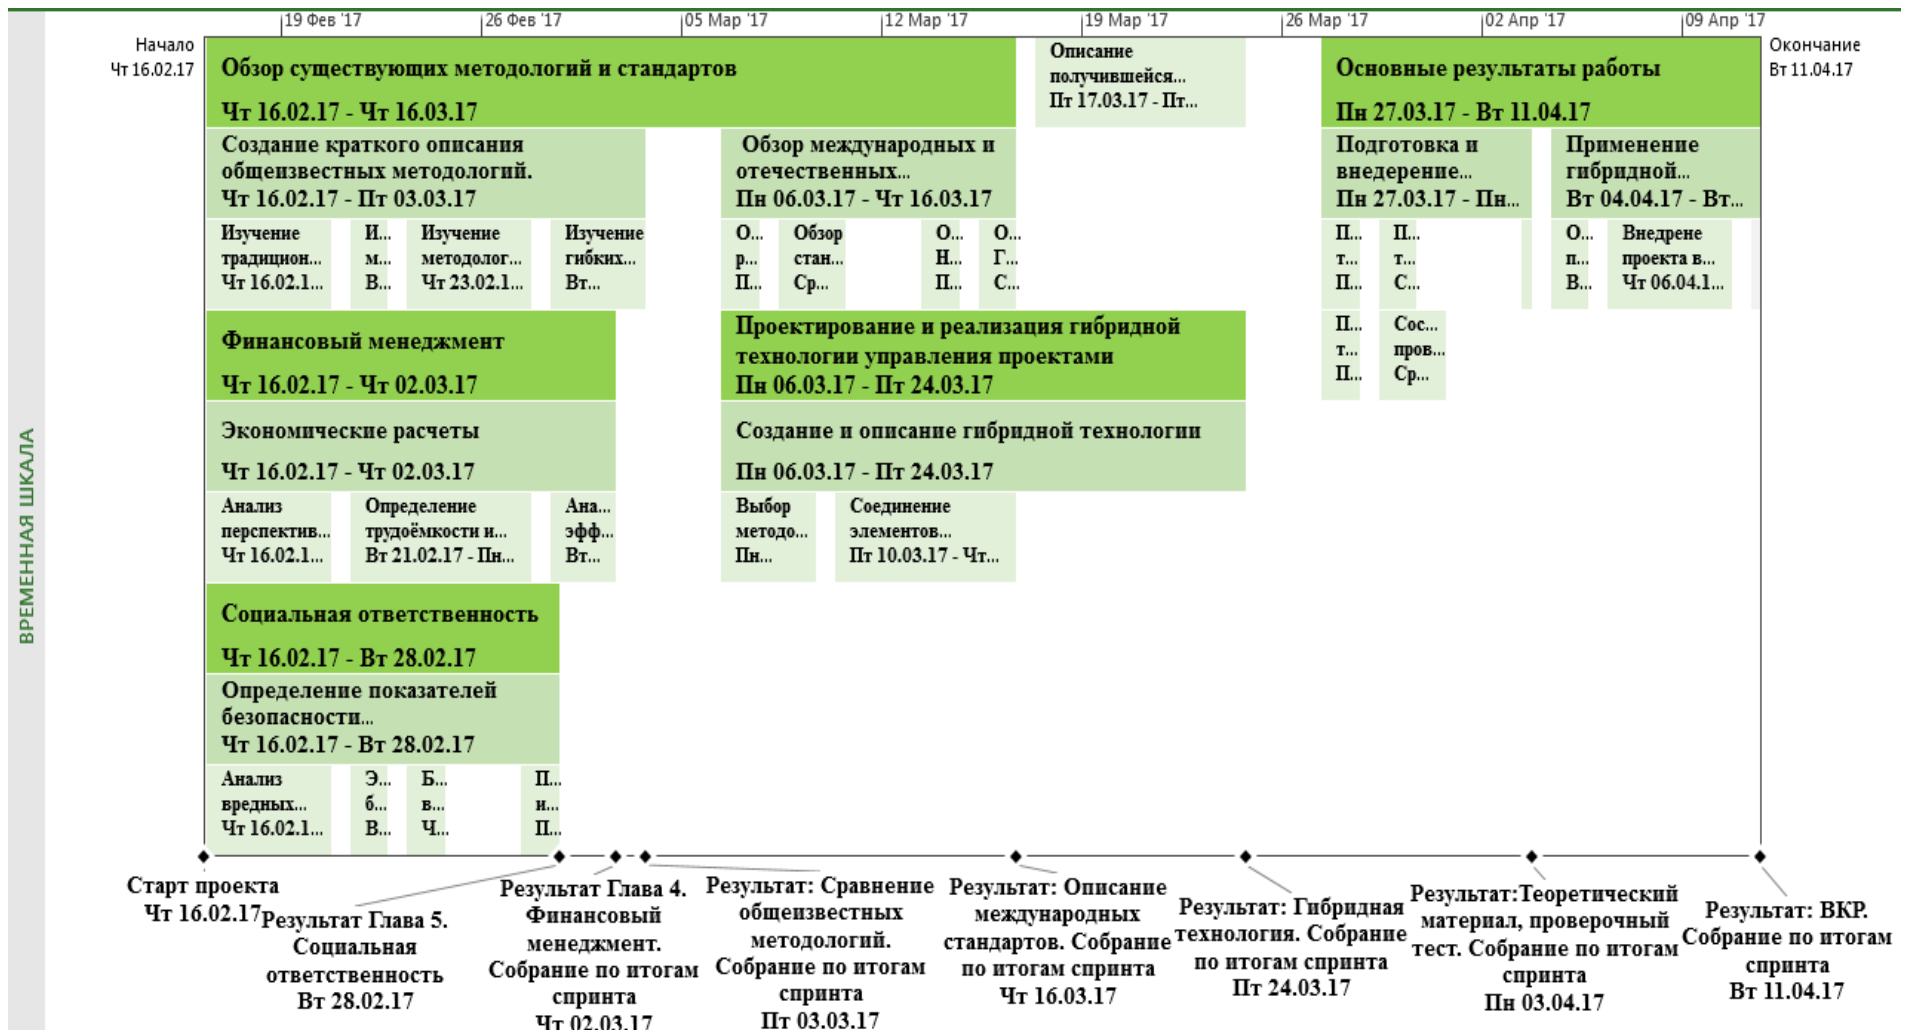 ВРЕМЕННАЯ ШКАЛА
19 Фев '17
26 Фев '17
05 Мар '17
12 Мар '17
19 Мар '17
26 Мар '17
02 Апр '17
09 Апр '17
Начало
Чт 16.02.17
Окончание
Вт 11.04.17
Обзор существующих методологий и стандартов
Чт 16.02.17 - Чт 16.03.17
Описание
получившейся...
Пт 17.03.17 - Пт...
Основные результаты работы
Пн 27.03.17 - Вт 11.04.17
Создание краткого описания
общеизвестных методологий.
Чт 16.02.17 - Пт 03.03.17
Обзор международных и
отечественных...
Пн 06.03.17 - Чт 16.03.17
Подготовка и
внедерение...
Пн 27.03.17 - Пн...
Применение
гибридной...
Вт 04.04.17 - Вт...
Изучение
традицион...
Чт 16.02.1...
И...
м...
В...
Изучение
методолог...
Чт 23.02.1...
Изучение
гибких...
Вт...
О...
р...
П...
Обзор
стан...
Ср...
О...
Н...
П...
О...
Г...
С...
П...
т...
П...
П...
т...
С...
О...
п...
В...
Внедрене
проекта в...
Чт 06.04.1...
Финансовый менеджмент
Чт 16.02.17 - Чт 02.03.17
Проектирование и реализация гибридной
технологии управления проектами
Пн 06.03.17 - Пт 24.03.17
П...
т...
П...
Сос...
пров...
Ср...
Экономические расчеты
Чт 16.02.17 - Чт 02.03.17
Создание и описание гибридной технологии
Пн 06.03.17 - Пт 24.03.17
Анализ
перспектив...
Чт 16.02.1...
Определение
трудоёмкости и...
Вт 21.02.17 - Пн...
Ана...
эфф...
Вт...
Выбор
методо...
Пн...
Соединение
элементов...
Пт 10.03.17 - Чт...
Социальная ответственность
Чт 16.02.17 - Вт 28.02.17
Определение показателей
безопасности...
Чт 16.02.17 - Вт 28.02.17
Анализ
вредных...
Чт 16.02.1...
Э...
б...
В...
Б...
в...
Ч...
П...
и...
П...
Старт проекта
Чт 16.02.17
Результат Глава 5.
Социальная
ответственность
Вт 28.02.17
Результат Глава 4.
Финансовый
менеджмент.
Собрание по итогам
спринта
Чт 02.03.17
Результат: Сравнение
общеизвестных
методологий.
Собрание по итогам
спринта
Пт 03.03.17
Результат: Описание
международных
стандартов. Собрание
по итогам спринта
Чт 16.03.17
Результат: Гибридная
технология. Собрание
по итогам спринта
Пт 24.03.17
Результат:Теоретический
материал, проверочный
тест. Собрание по итогам
спринта
Пн 03.04.17
Результат: ВКР.
Собрание по итогам
спринта
Вт 11.04.17